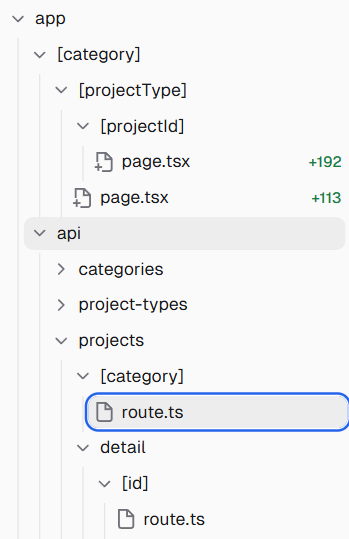 app
[category]
[projectType]
[projectId]
page.tsx +192
page.tsx +113
api
categories
project-types
projects
[category]
route.ts
detail
[id]
route.ts